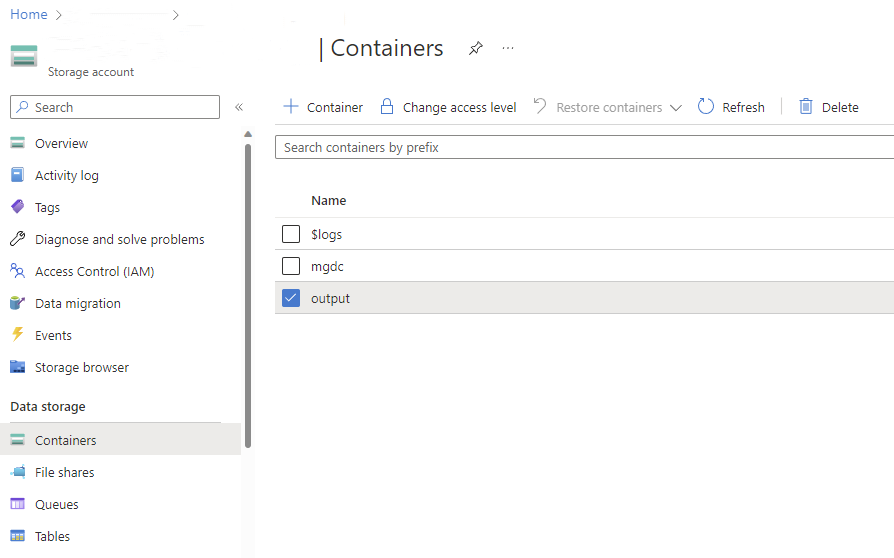 Home
| Containers
Storage account
Search
Container Change access level Restore containers Refresh Delete
Search containers by prefix
Overview
Activity log
Tags
Diagnose and solve problems
Access Control (IAM)
Data migration
Events
Storage browser
Data storage
Containers
File shares
Queues
Tables
Name
$logs
mgdc
output